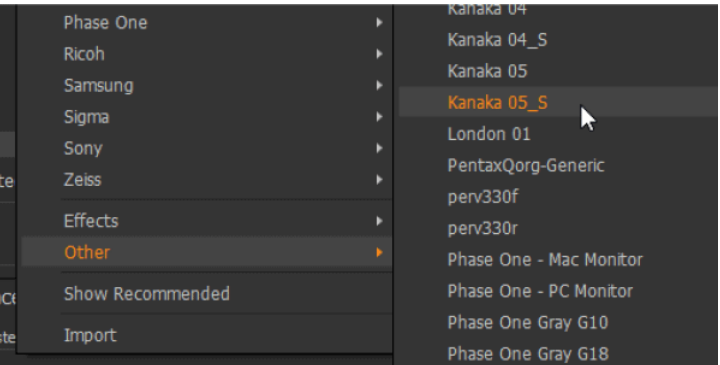 Phase One
Ricoh
Samsung
Sigma
Sony
Zeiss
Effects
Other
Show Recommended
Import
Kanaka 04
Kanaka 04_S
Kanaka 05
Kanaka 05_S
London 01
PentaxQorg-Generic
perv330f
perv330r
Phase One - Mac Monitor
Phase One - PC Monitor
Phase One Gray G10
Phase One Gray G18